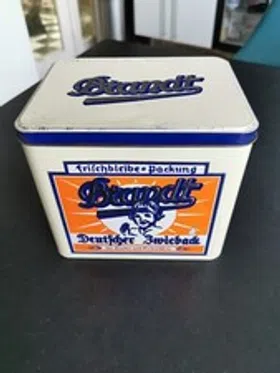 Brandt
Frischbleibe-Packung
Brandt
Deutscher Zwieback